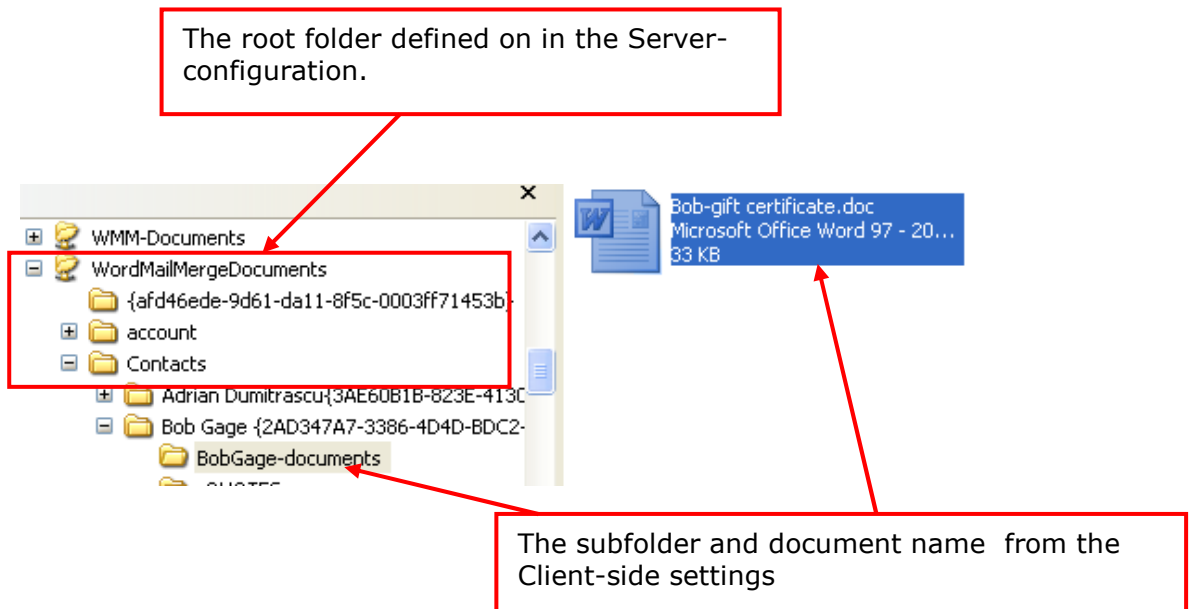 The root folder defined on in the Server-
configuration.
WMM-Documents
WordMailMergeDocuments
{afd46ede-9d61-da11-8f5c-0003ff71453b}
account
Contacts
Adrian Dumitrascu{3AE60B1B-823E-413C
Bob Gage {2AD347A7-3386-4D4D-BDC2-
BobGage-documents
Bob-gift certificate.doc
Microsoft Office Word 97 - 20...
33 KB
The subfolder and document name from the
Client-side settings